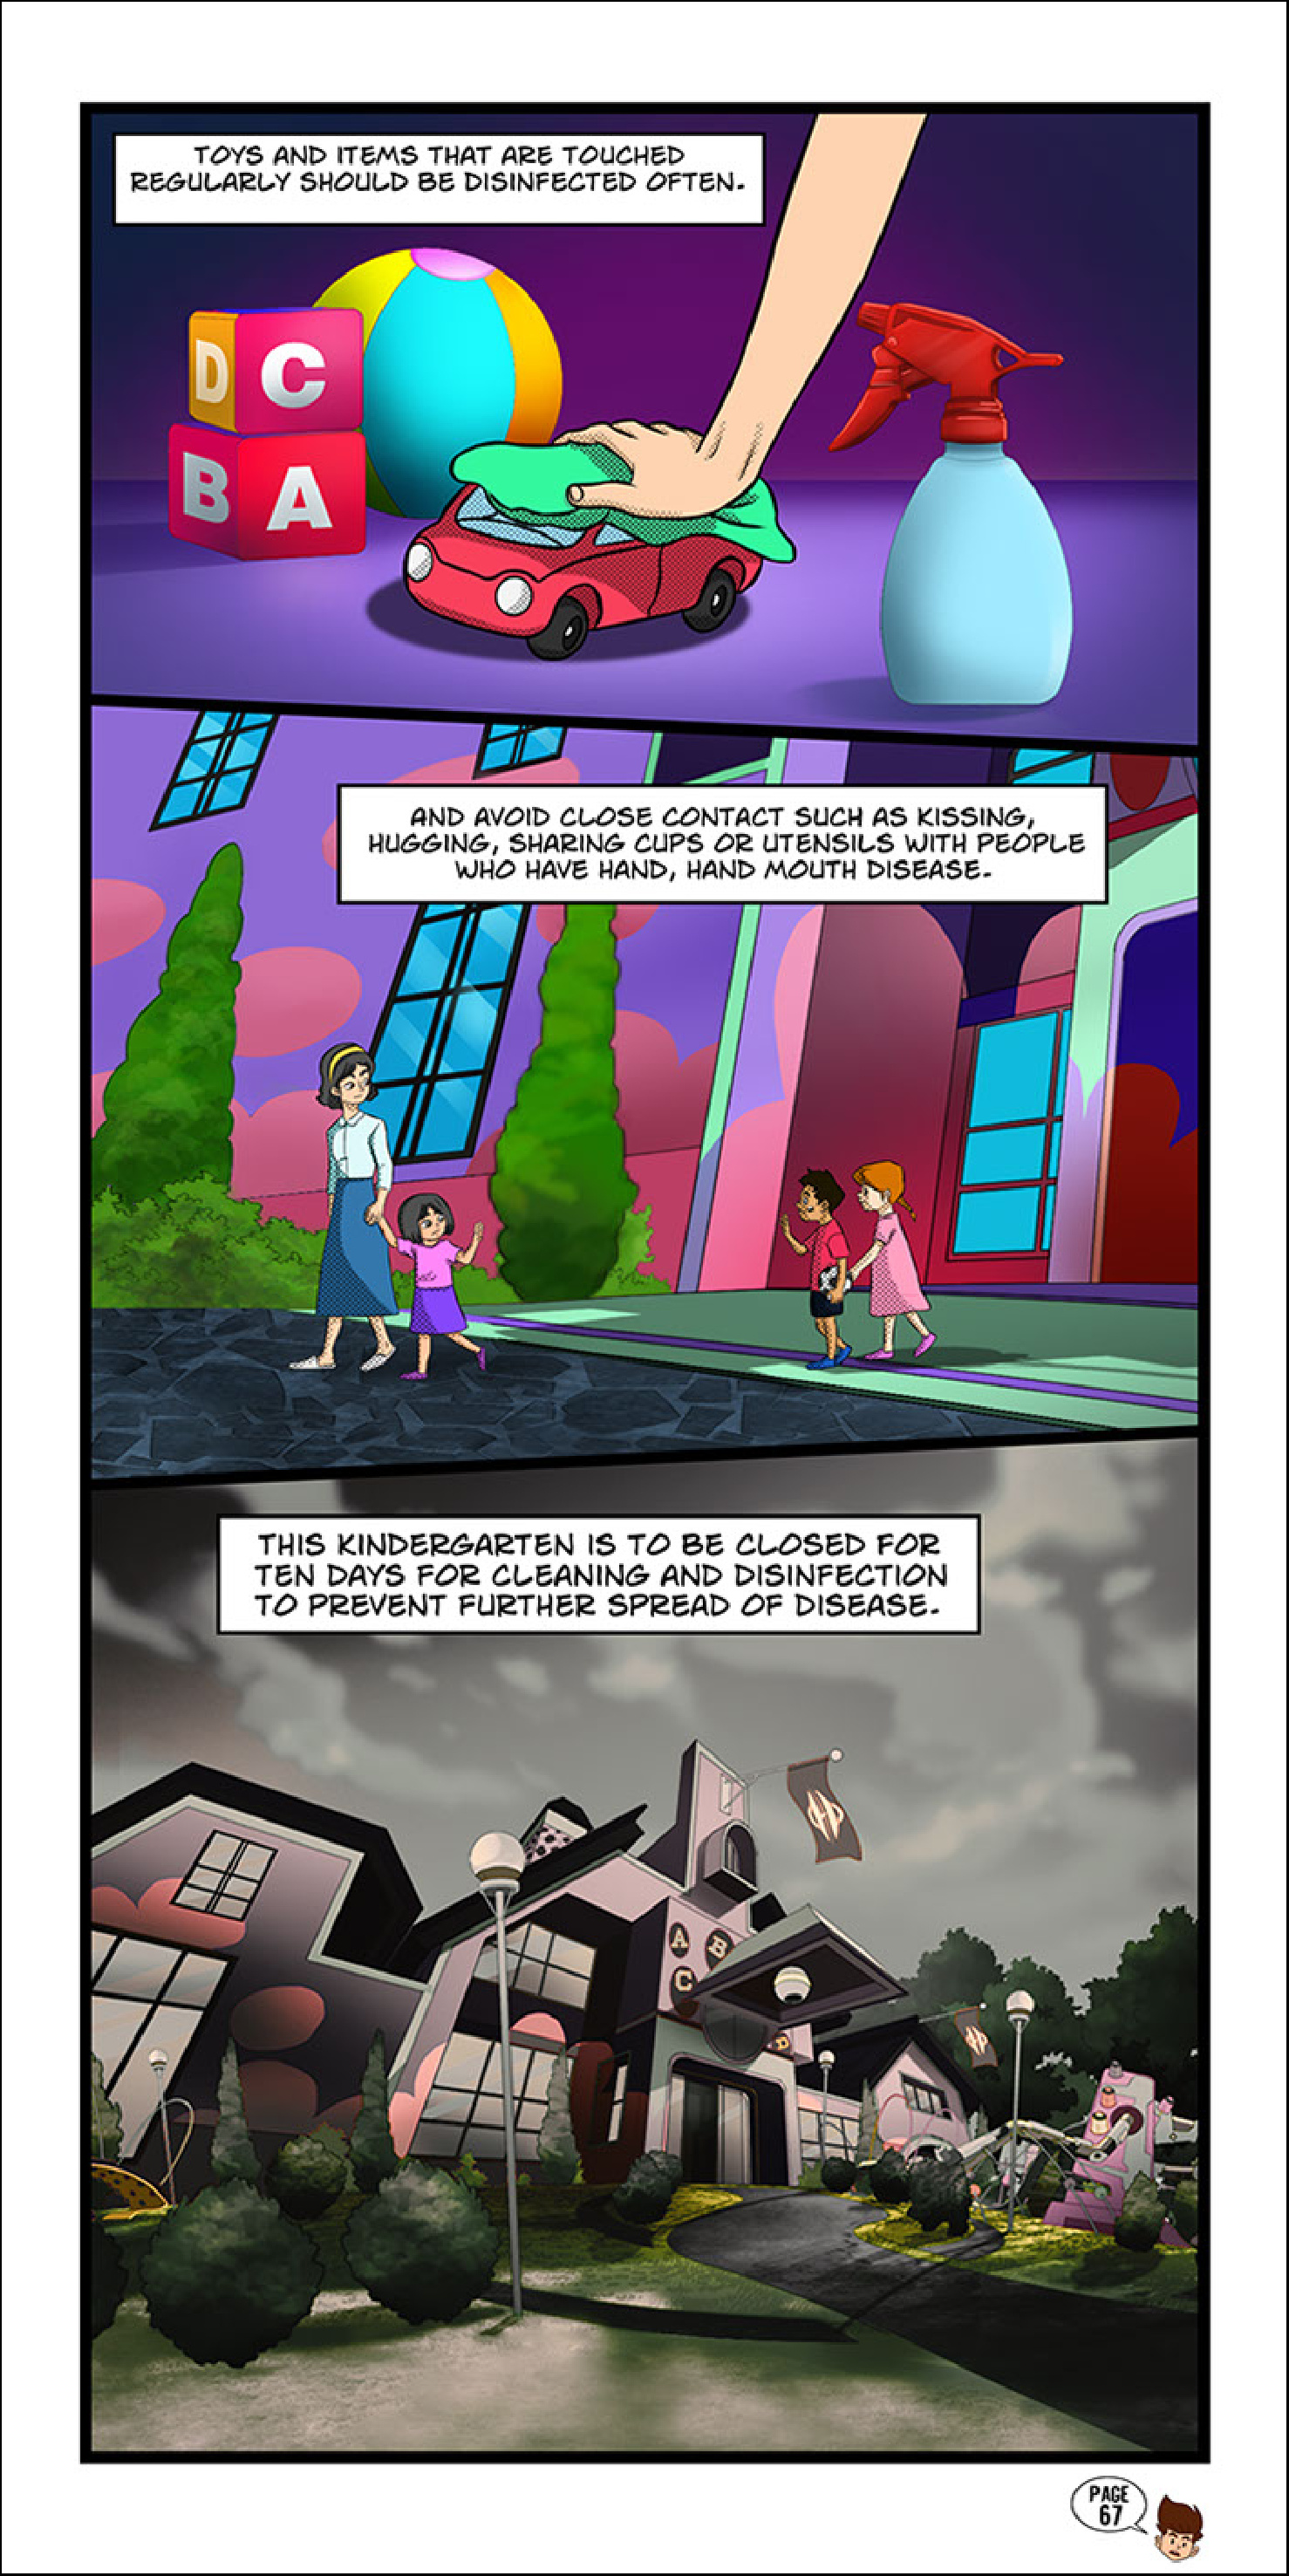 TOYS AND ITEMS THAT ARE TOUCHED
REGULARLY SHOULD BE DISINFECTED OFTEN.
D C
B A
AND AVOID CLOSE CONTACT SUCH AS KISSING,
HUGGING, SHARING CUPS OR UTENSILS WITH PEOPLE
WHO HAVE HAND, HAND MOUTH DISEASE.
THIS KINDERGARTEN IS TO BE CLOSED FOR
TEN DAYS FOR CLEANING AND DISINFECTION
TO PREVENT FURTHER SPREAD OF DISEASE.
A B
C
D
PAGE
67